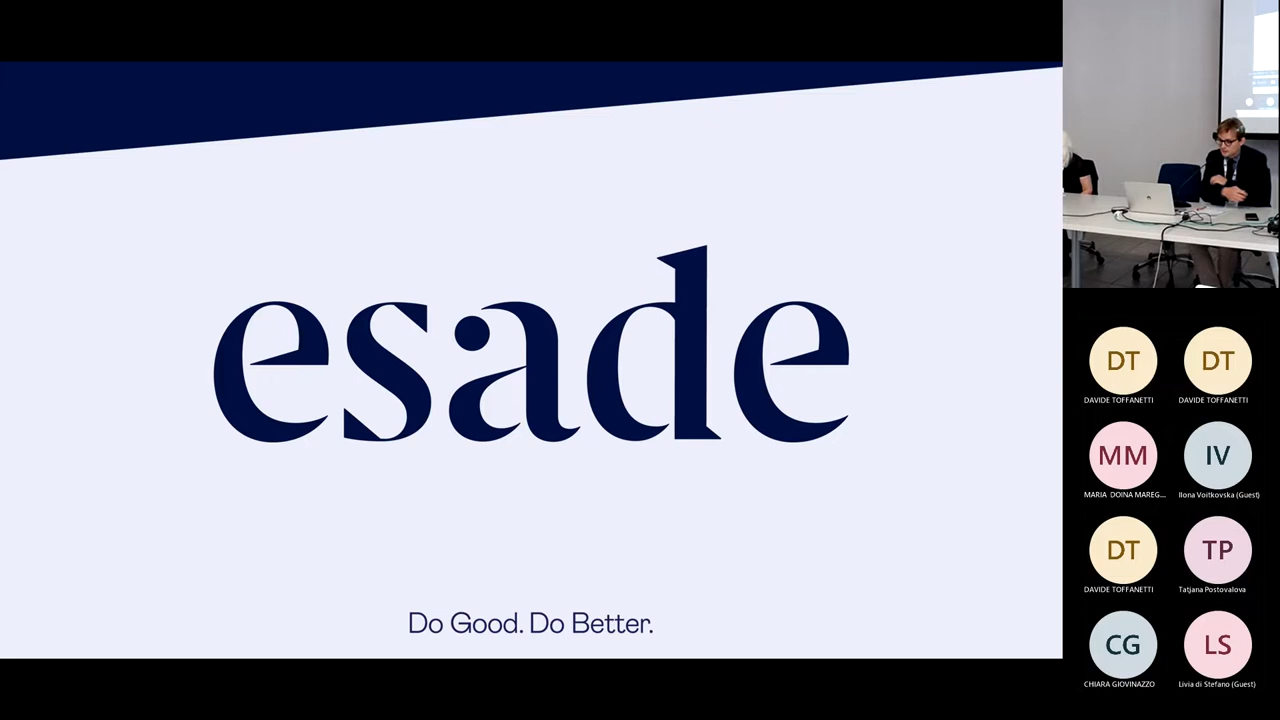 esade
Do Good. Do Better.
DT
DAVIDE TOFFANETTI
DT
DAVIDE TOFFANETTI
MM
MARIA DOINA MAREG...
IV
Ilona Voitkovska (Guest)
DT
DAVIDE TOFFANETTI
TP
Tatjana Postovalova
CG
CHIARA GIOVINAZZO
LS
Livia di Stefano (Guest)